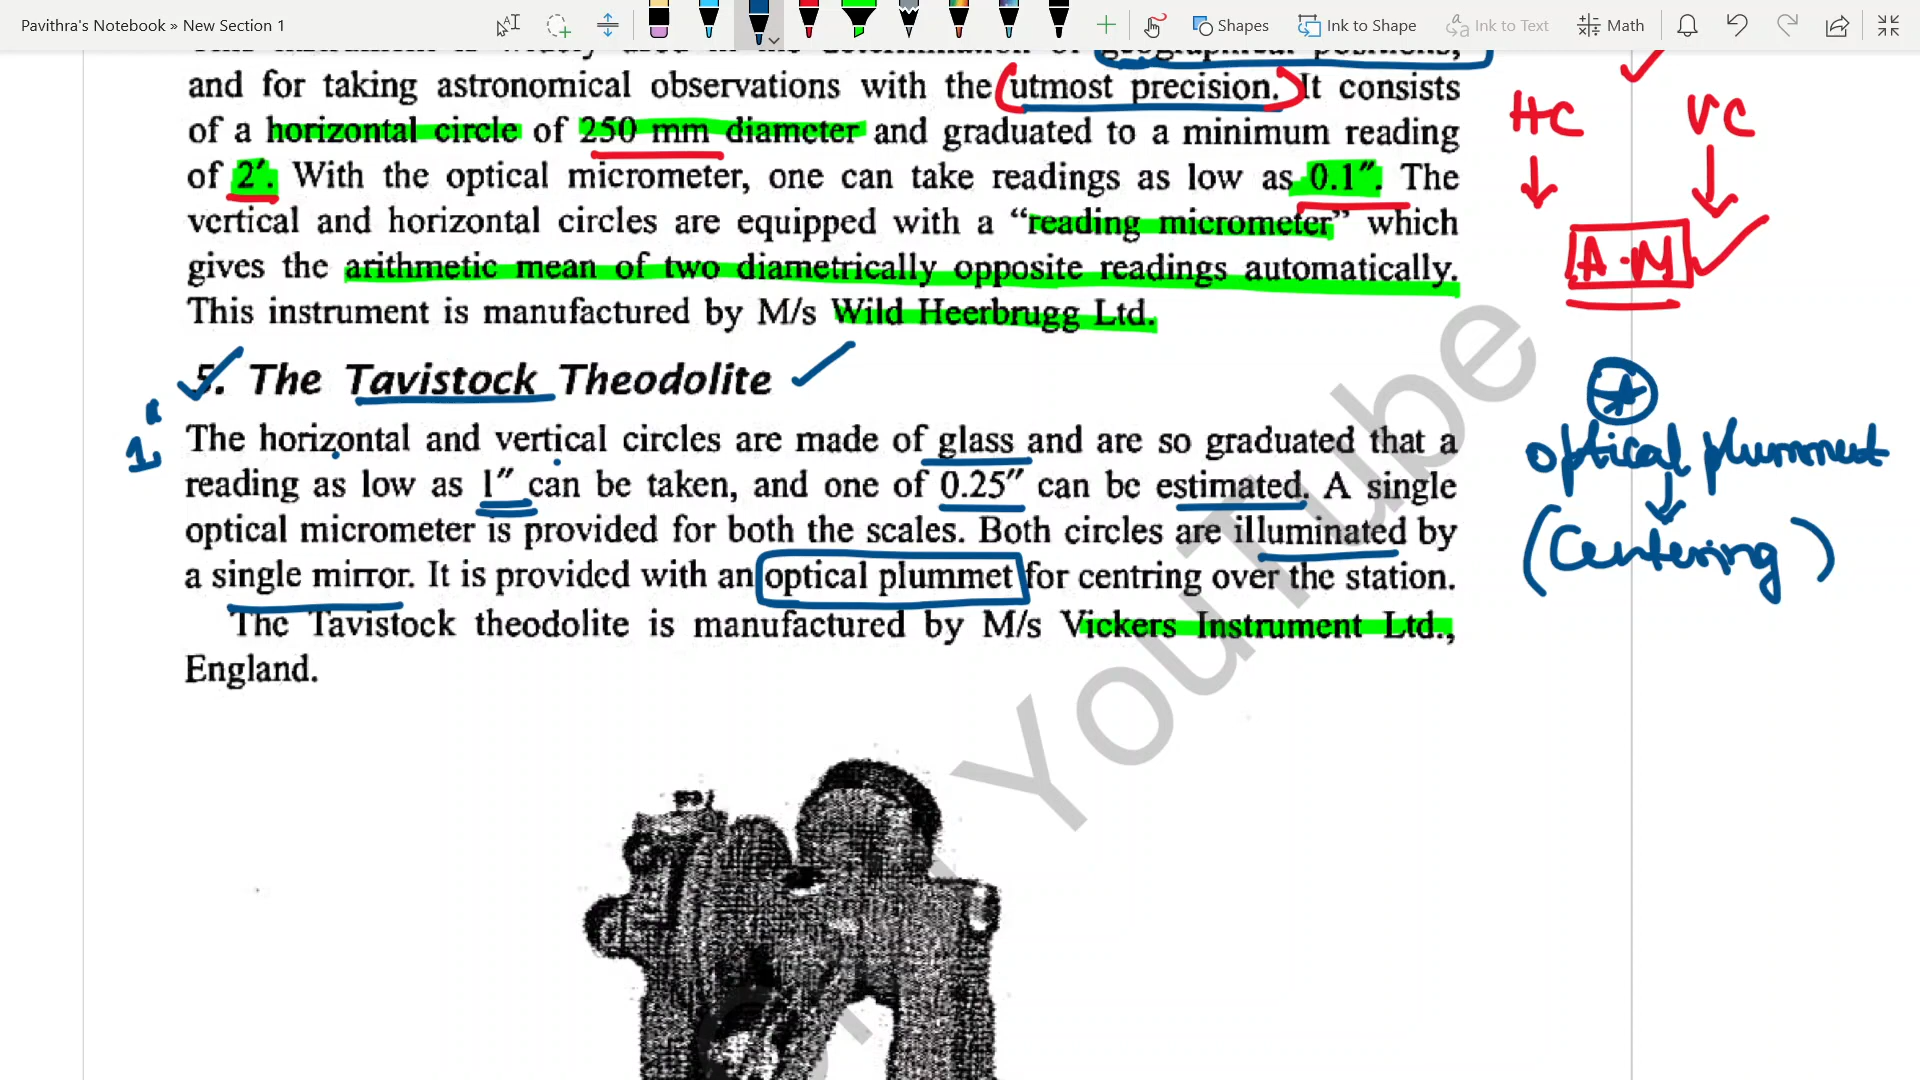 Pavithra's Notebook » New Section 1
Shapes
Ink to Shape
Ink to Text
Math
geographical positions,
and for taking astronomical observations with the utmost precision. It consists
of a horizontal circle of 250 mm diameter and graduated to a minimum reading
of 2′. With the optical micrometer, one can take readings as low as 0.1″. The
vertical and horizontal circles are equipped with a “reading micrometer” which
gives the arithmetic mean of two diametrically opposite readings automatically.
This instrument is manufactured by M/s Wild Heerbrugg Ltd.
HC VC
A.M
5. The Tavistock Theodolite
1"
The horizontal and vertical circles are made of glass and are so graduated that a
reading as low as 1″ can be taken, and one of 0.25″ can be estimated. A single
optical micrometer is provided for both the scales. Both circles are illuminated by
a single mirror. It is provided with an optical plummet for centring over the station.
The Tavistock theodolite is manufactured by M/s Vickers Instrument Ltd.,
England.
optical plummet
(Centering)
YouTube